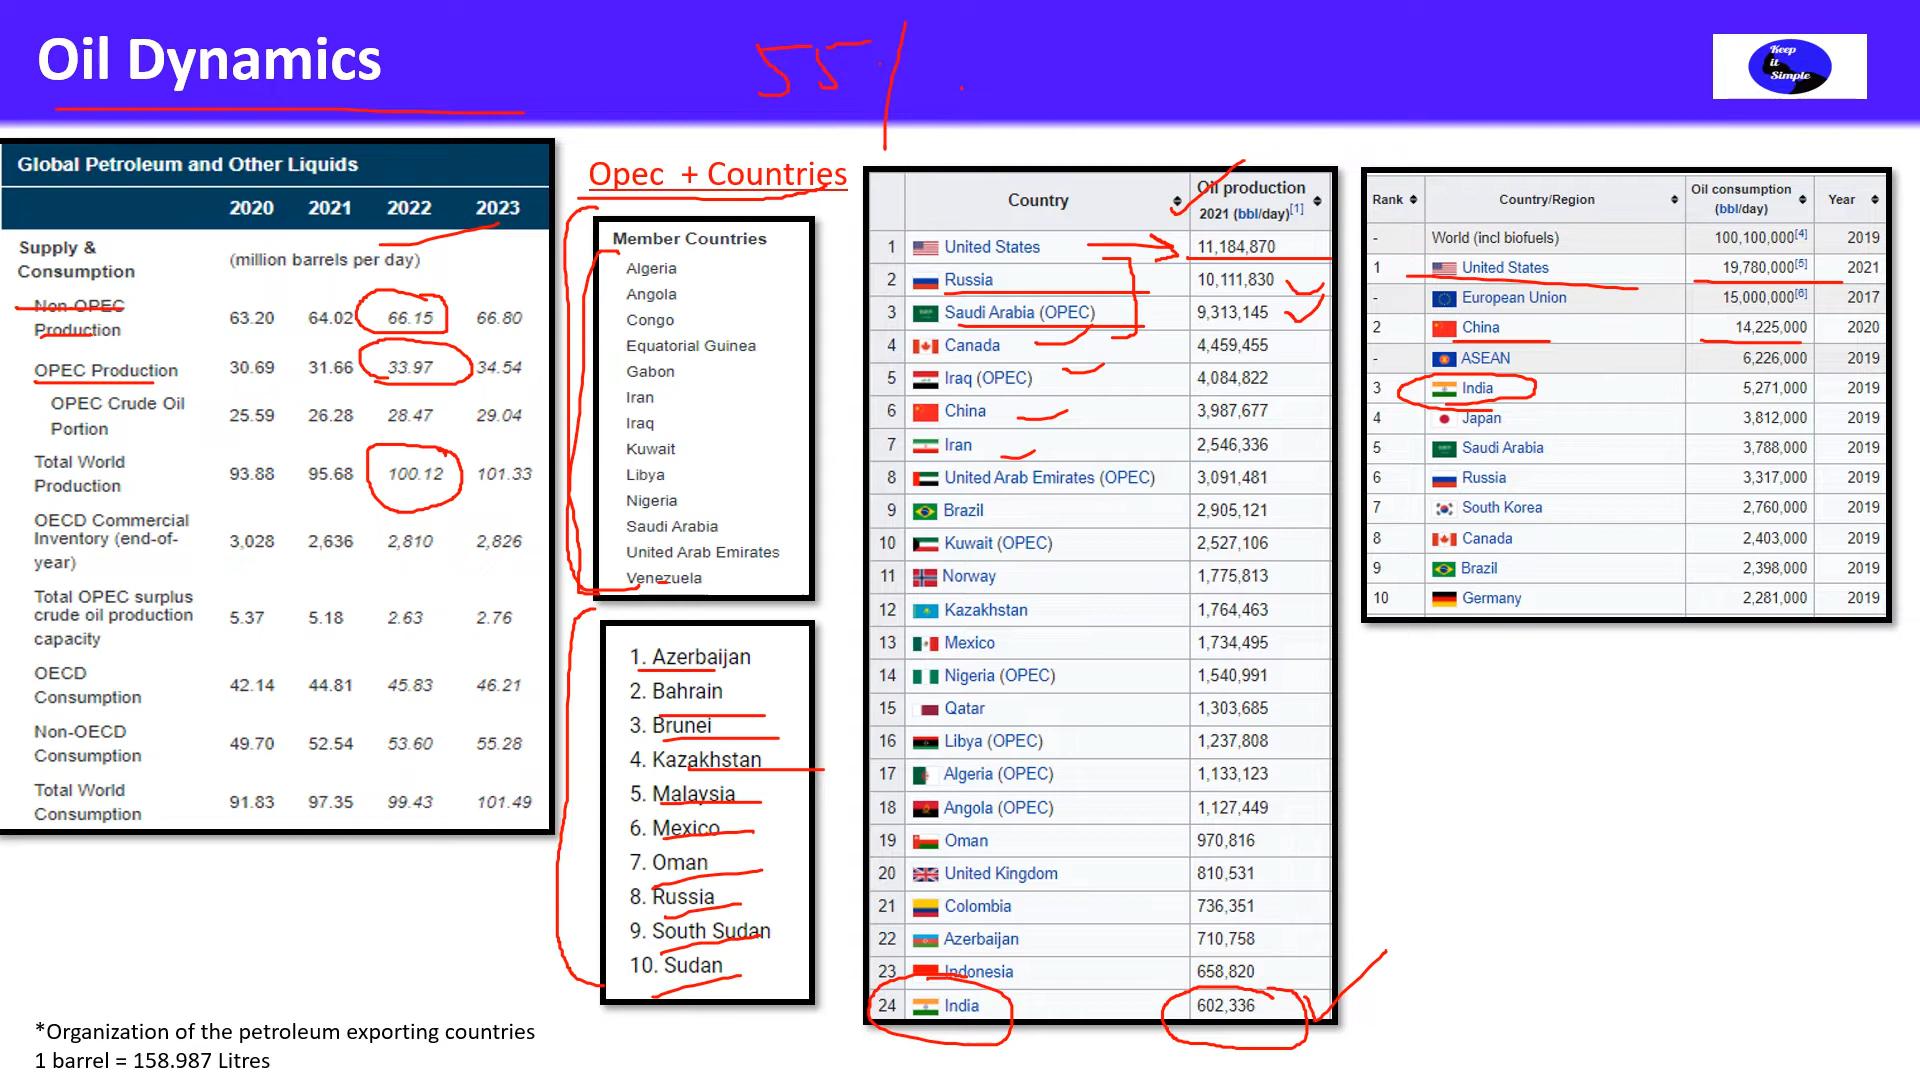 Oil Dynamics
55%
Keep
it
Simple
Global Petroleum and Other Liquids
2020 2021 2022 2023
Supply &
Consumption
(million barrels per day)
Non-OPEC
Production 63.20 64.02 66.15 66.80
OPEC Production 30.69 31.66 33.97 34.54
OPEC Crude Oil
Portion 25.59 26.28 28.47 29.04
Total World
Production 93.88 95.68 100.12 101.33
OECD Commercial
Inventory (end-of-
year) 3,028 2,636 2,810 2,826
Total OPEC surplus
crude oil production
capacity 5.37 5.18 2.63 2.76
OECD
Consumption 42.14 44.81 45.83 46.21
Non-OECD
Consumption 49.70 52.54 53.60 55.28
Total World
Consumption 91.83 97.35 99.43 101.49
Opec + Countries
Member Countries
Algeria
Angola
Congo
Equatorial Guinea
Gabon
Iran
Iraq
Kuwait
Libya
Nigeria
Saudi Arabia
United Arab Emirates
Venezuela
1. Azerbaijan
2. Bahrain
3. Brunei
4. Kazakhstan
5. Malaysia
6. Mexico
7. Oman
8. Russia
9. South Sudan
10. Sudan
Country Oil production
2021 (bbl/day)[1]
1 United States 11,184,870
2 Russia 10,111,830
3 Saudi Arabia (OPEC) 9,313,145
4 Canada 4,459,455
5 Iraq (OPEC) 4,084,822
6 China 3,987,677
7 Iran 2,546,336
8 United Arab Emirates (OPEC) 3,091,481
9 Brazil 2,905,121
10 Kuwait (OPEC) 2,527,106
11 Norway 1,775,813
12 Kazakhstan 1,764,463
13 Mexico 1,734,495
14 Nigeria (OPEC) 1,540,991
15 Qatar 1,303,685
16 Libya (OPEC) 1,237,808
17 Algeria (OPEC) 1,133,123
18 Angola (OPEC) 1,127,449
19 Oman 970,816
20 United Kingdom 810,531
21 Colombia 736,351
22 Azerbaijan 710,758
23 Indonesia 658,820
24 India 602,336
Rank Country/Region Oil consumption
(bbl/day) Year
- World (incl biofuels) 100,100,000[4] 2019
1 United States 19,780,000[5] 2021
- European Union 15,000,000[6] 2017
2 China 14,225,000 2020
- ASEAN 6,226,000 2019
3 India 5,271,000 2019
4 Japan 3,812,000 2019
5 Saudi Arabia 3,788,000 2019
6 Russia 3,317,000 2019
7 South Korea 2,760,000 2019
8 Canada 2,403,000 2019
9 Brazil 2,398,000 2019
10 Germany 2,281,000 2019
*Organization of the petroleum exporting countries
1 barrel = 158.987 Litres